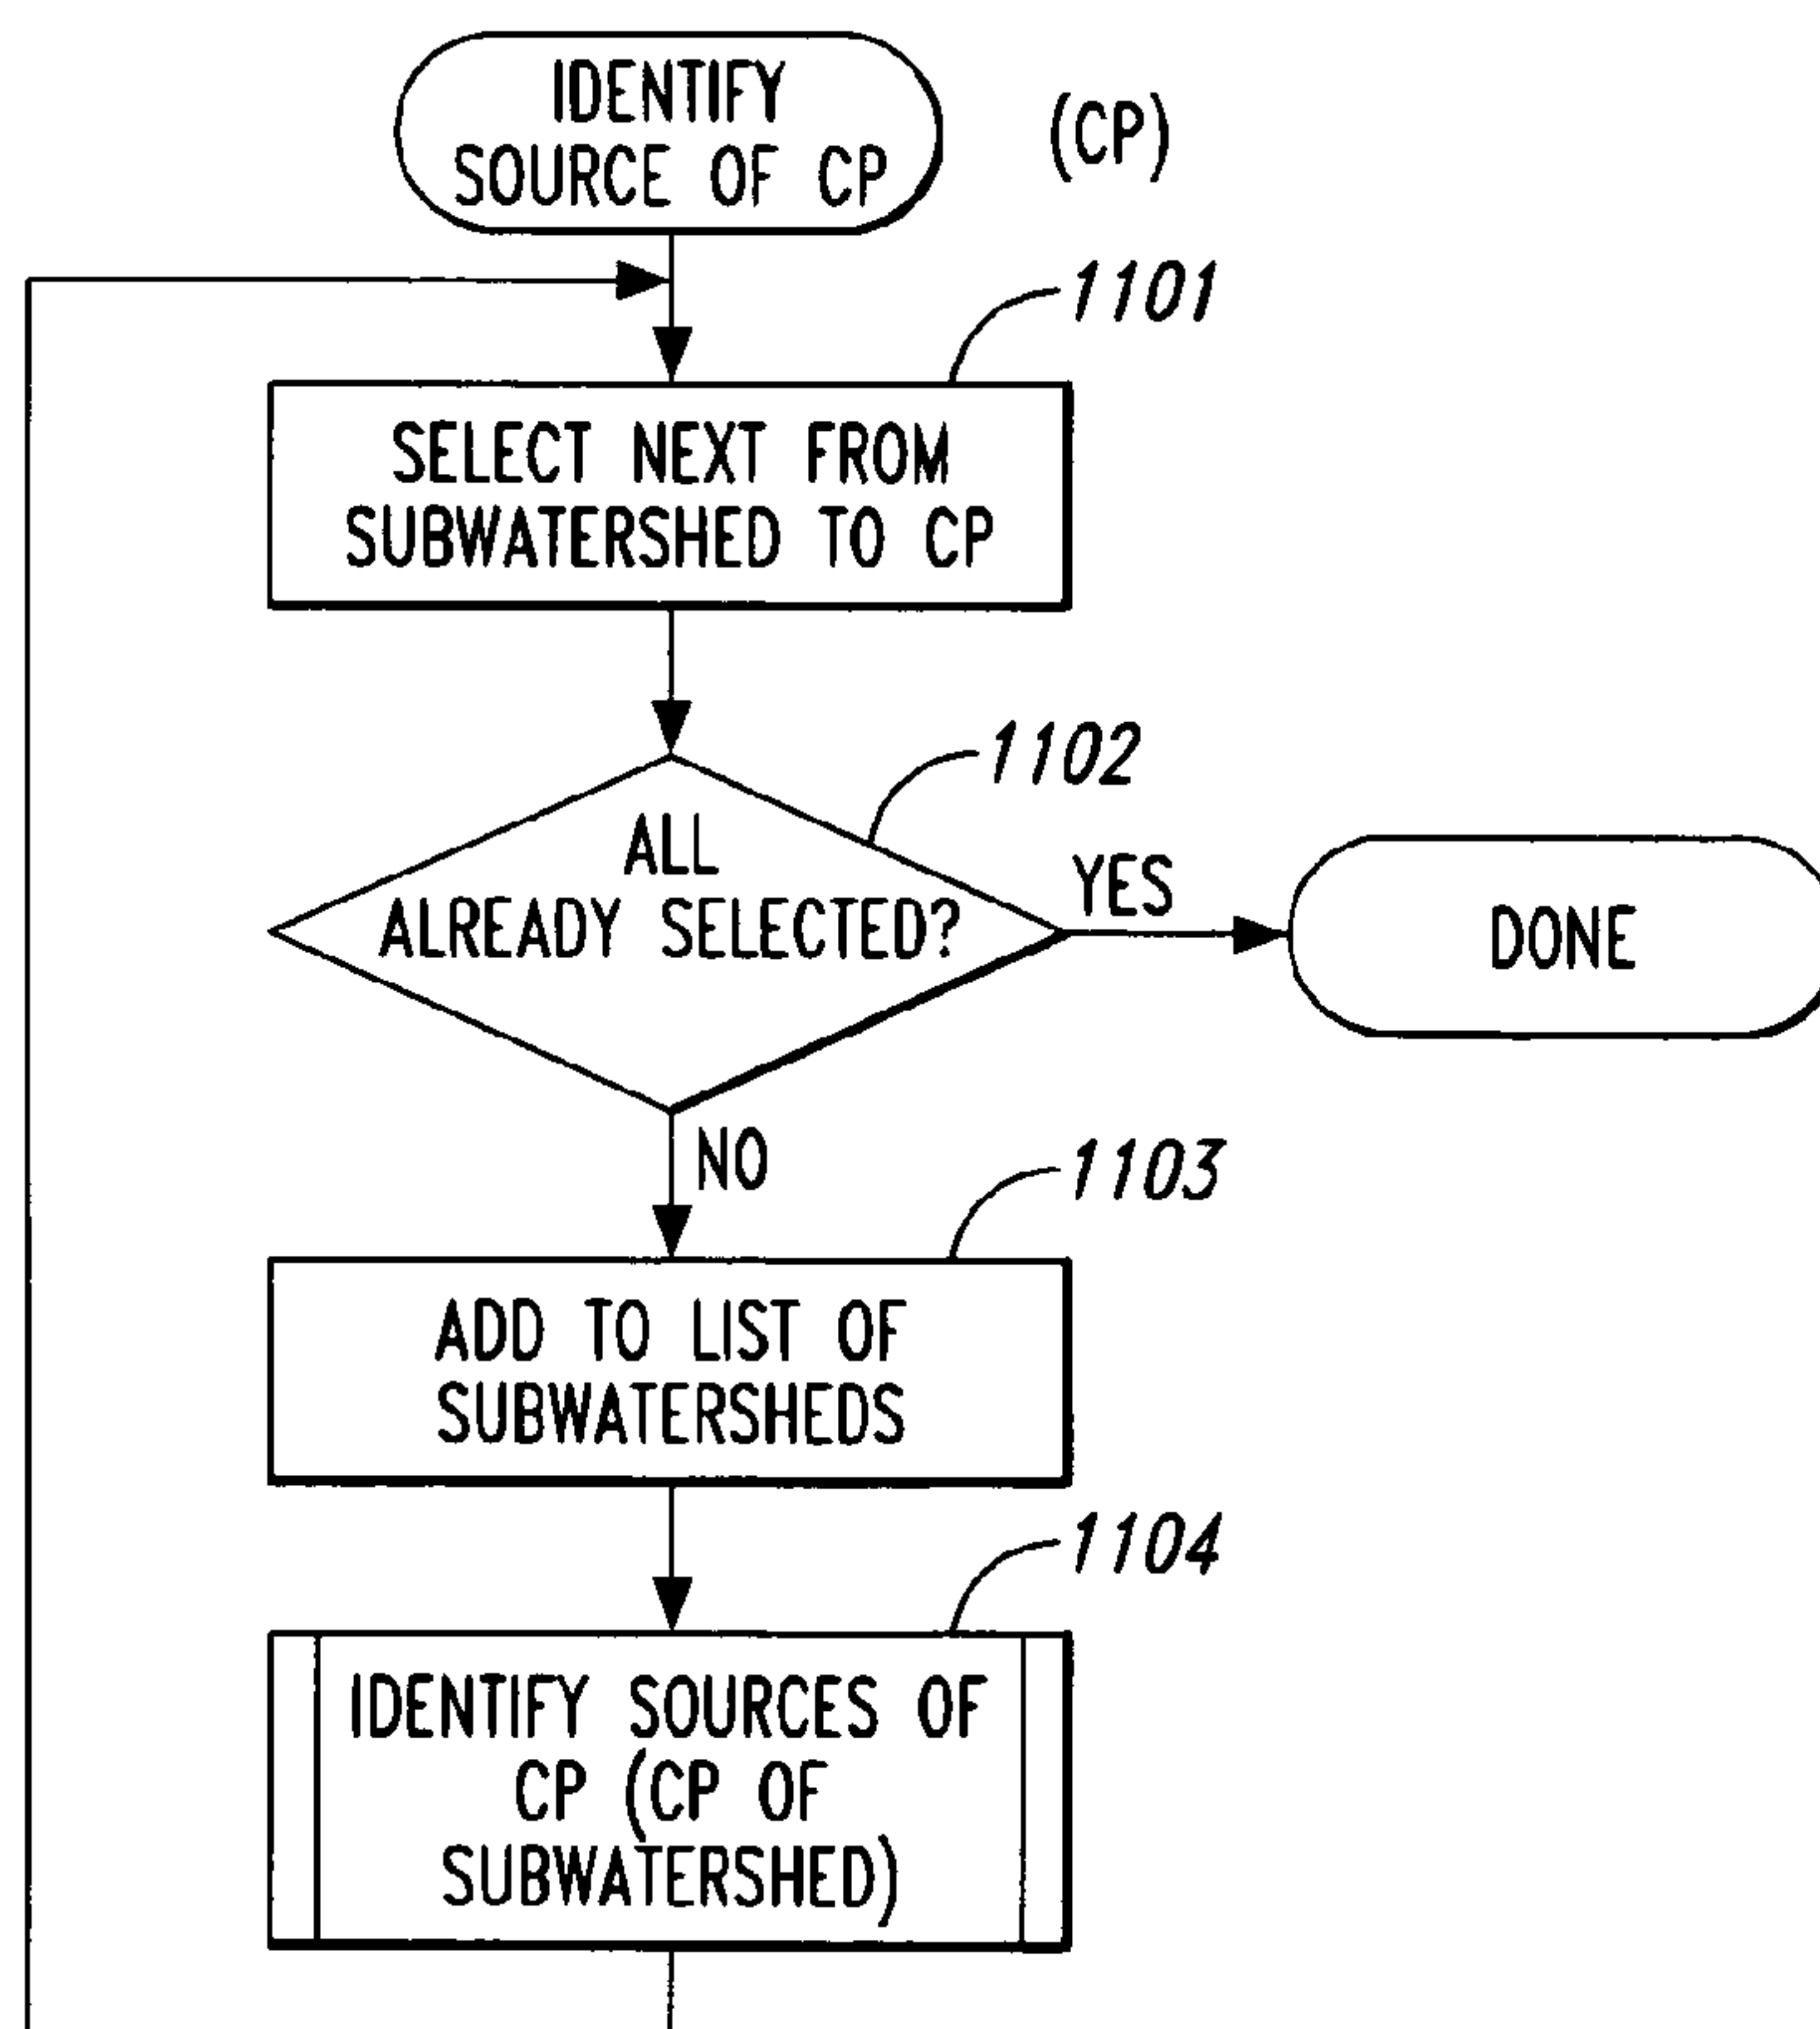 IDENTIFY
SOURCE OF CP
(CP)
1101
SELECT NEXT FROM
SUBWATERSHED TO CP
1102
ALL
ALREADY SELECTED?
YES
DONE
NO
1103
ADD TO LIST OF
SUBWATERSHEDS
1104
IDENTIFY SOURCES OF
CP (CP OF
SUBWATERSHED)